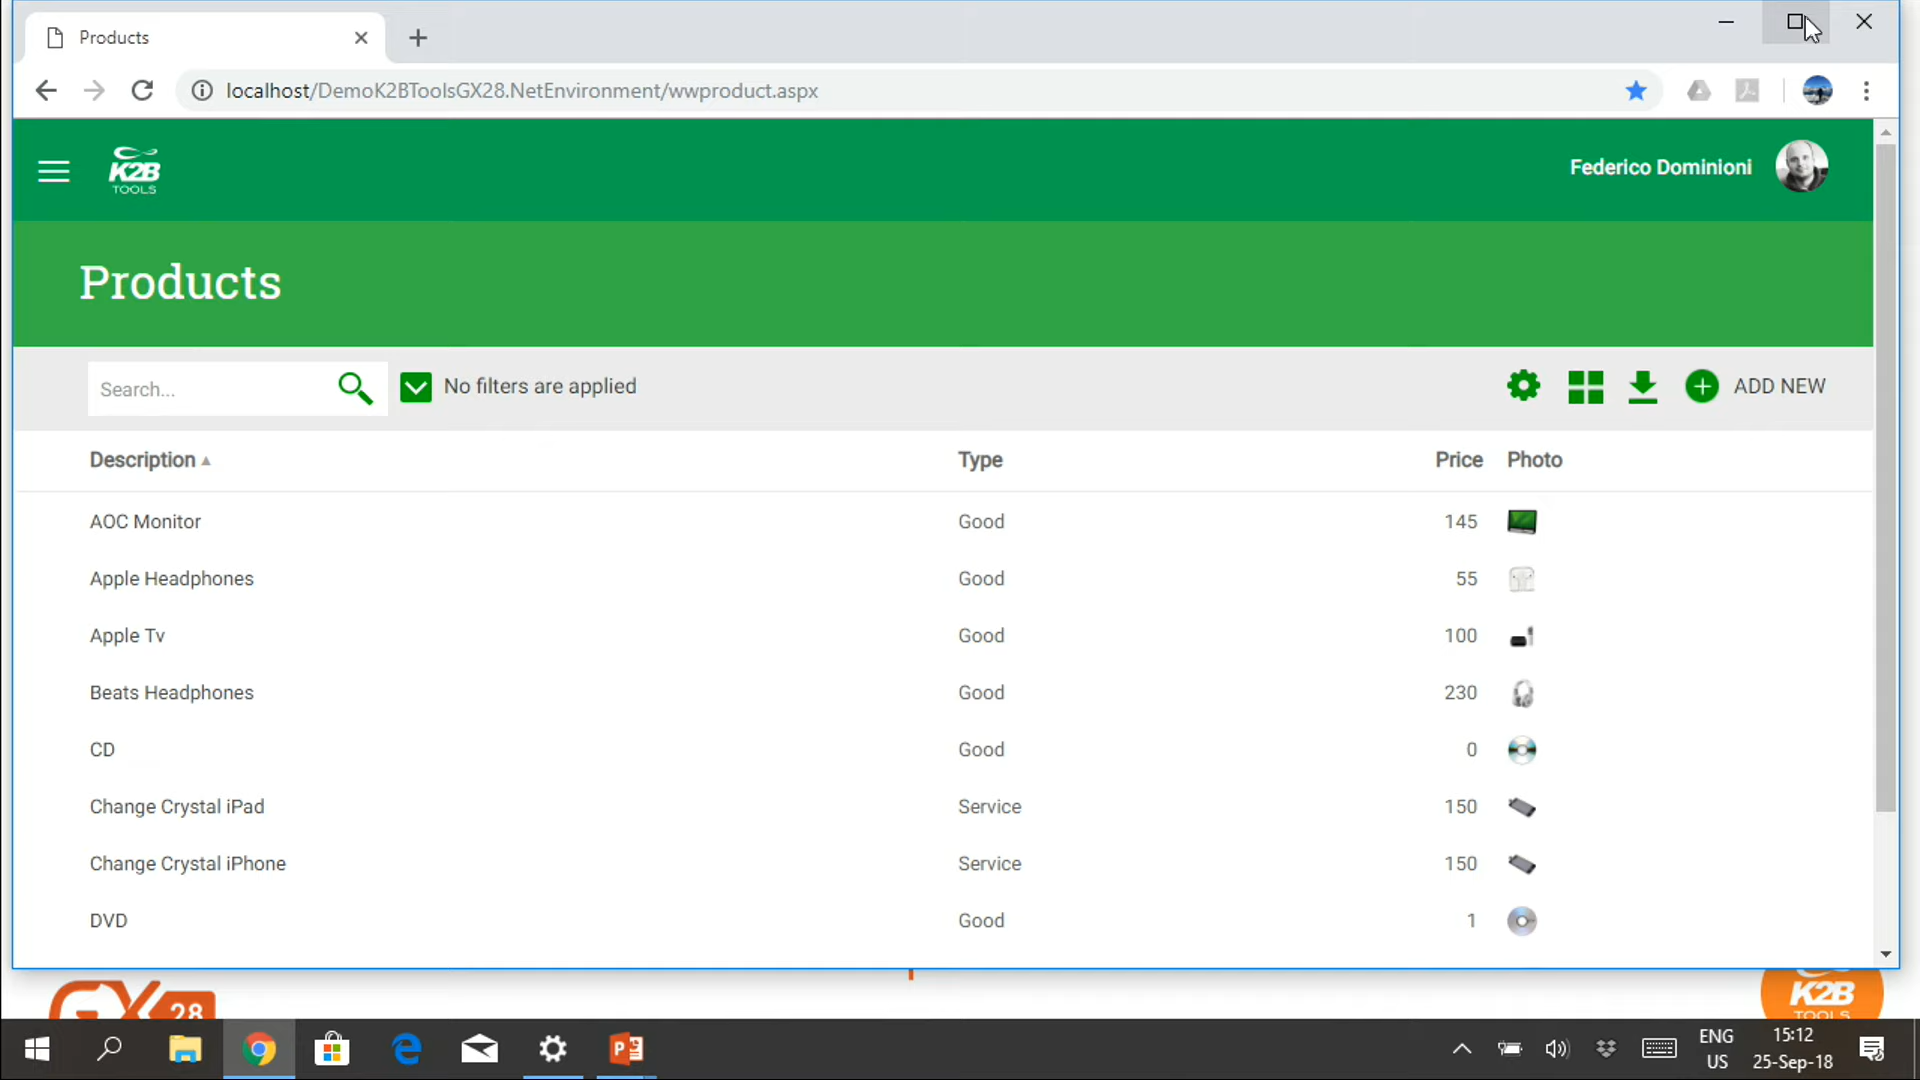 Products
localhost/DemoK2BToolsGX28.NetEnvironment/wwproduct.aspx
K2B
TOOLS
Federico Dominioni
Products
Search...
No filters are applied
ADD NEW
Description
Type
Price
Photo
AOC Monitor
Good
145
Apple Headphones
Good
55
Apple Tv
Good
100
Beats Headphones
Good
230
CD
Good
0
Change Crystal iPad
Service
150
Change Crystal iPhone
Service
150
DVD
Good
1
GX
28
K2B
TOOLS
ENG
US
15:12
25-Sep-18